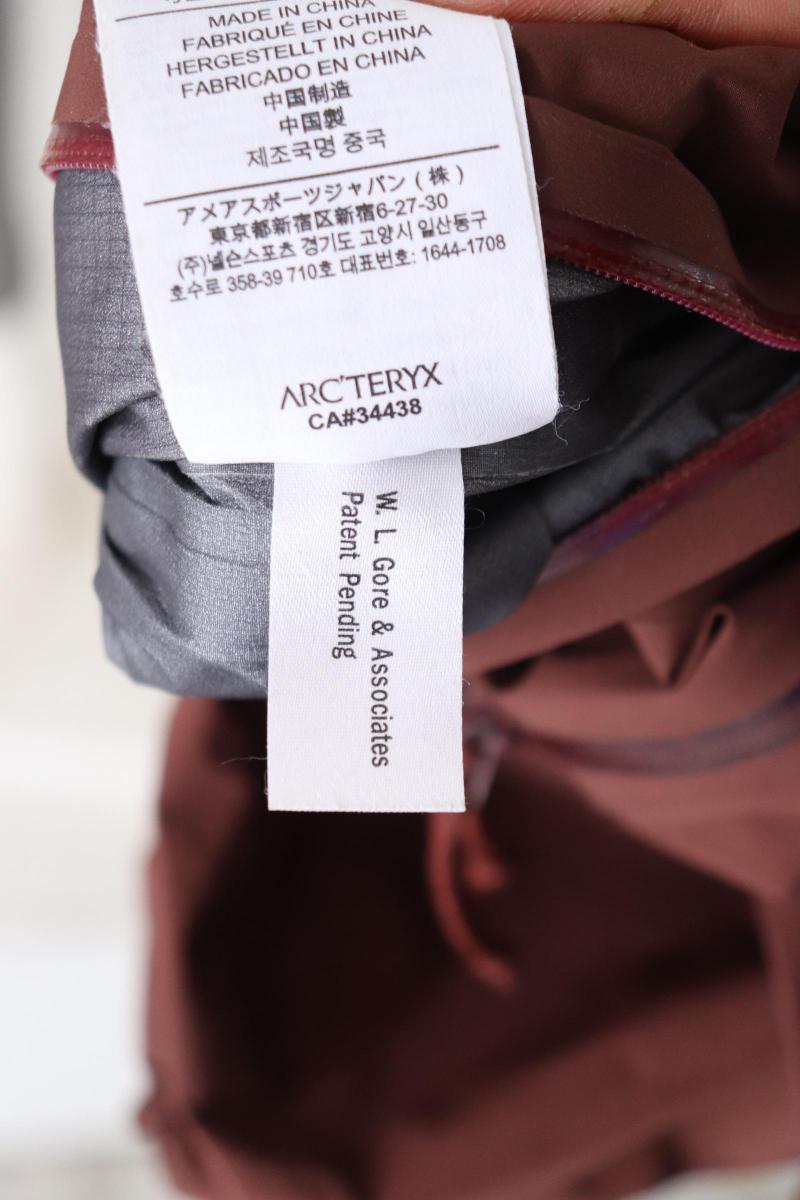 MADE IN CHINA
FABRIQUÉ EN CHINE
HERGESTELLT IN CHINA
FABRICADO EN CHINA
中国制造
中国製
제조국명 중국
アメアスポーツジャパン (株)
東京都新宿区新宿6-27-30
(주)넬슨스포츠 경기도 고양시 일산동구
호수로 358-39 710호 대표번호: 1644-1708
ARC'TERYX
CA#34438
W. L. Gore & Associates
Patent Pending